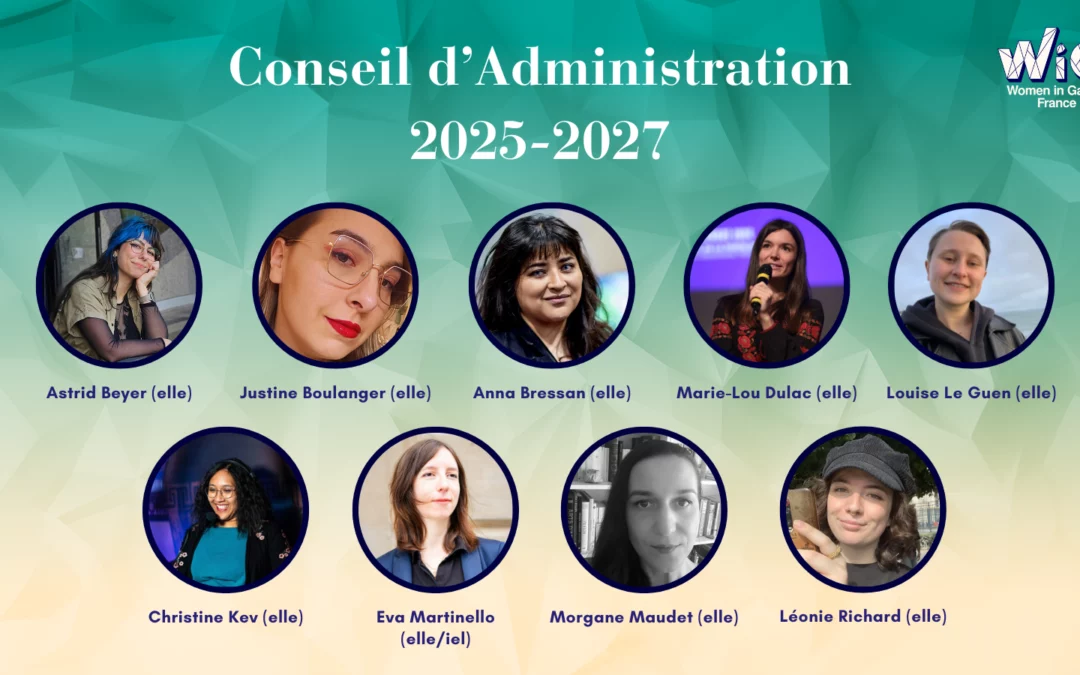 Conseil d'Administration
2025-2027
Women in
France
Astrid Beyer (elle)
Justine Boulanger (elle)
Anna Bressan (elle)
Marie-Lou Dulac (elle)
Louise Le Guen (elle)
Christine Kev (elle)
Eva Martinello
(elle/iel)
Morgane Maudet (elle)
Léonie Richard (elle)